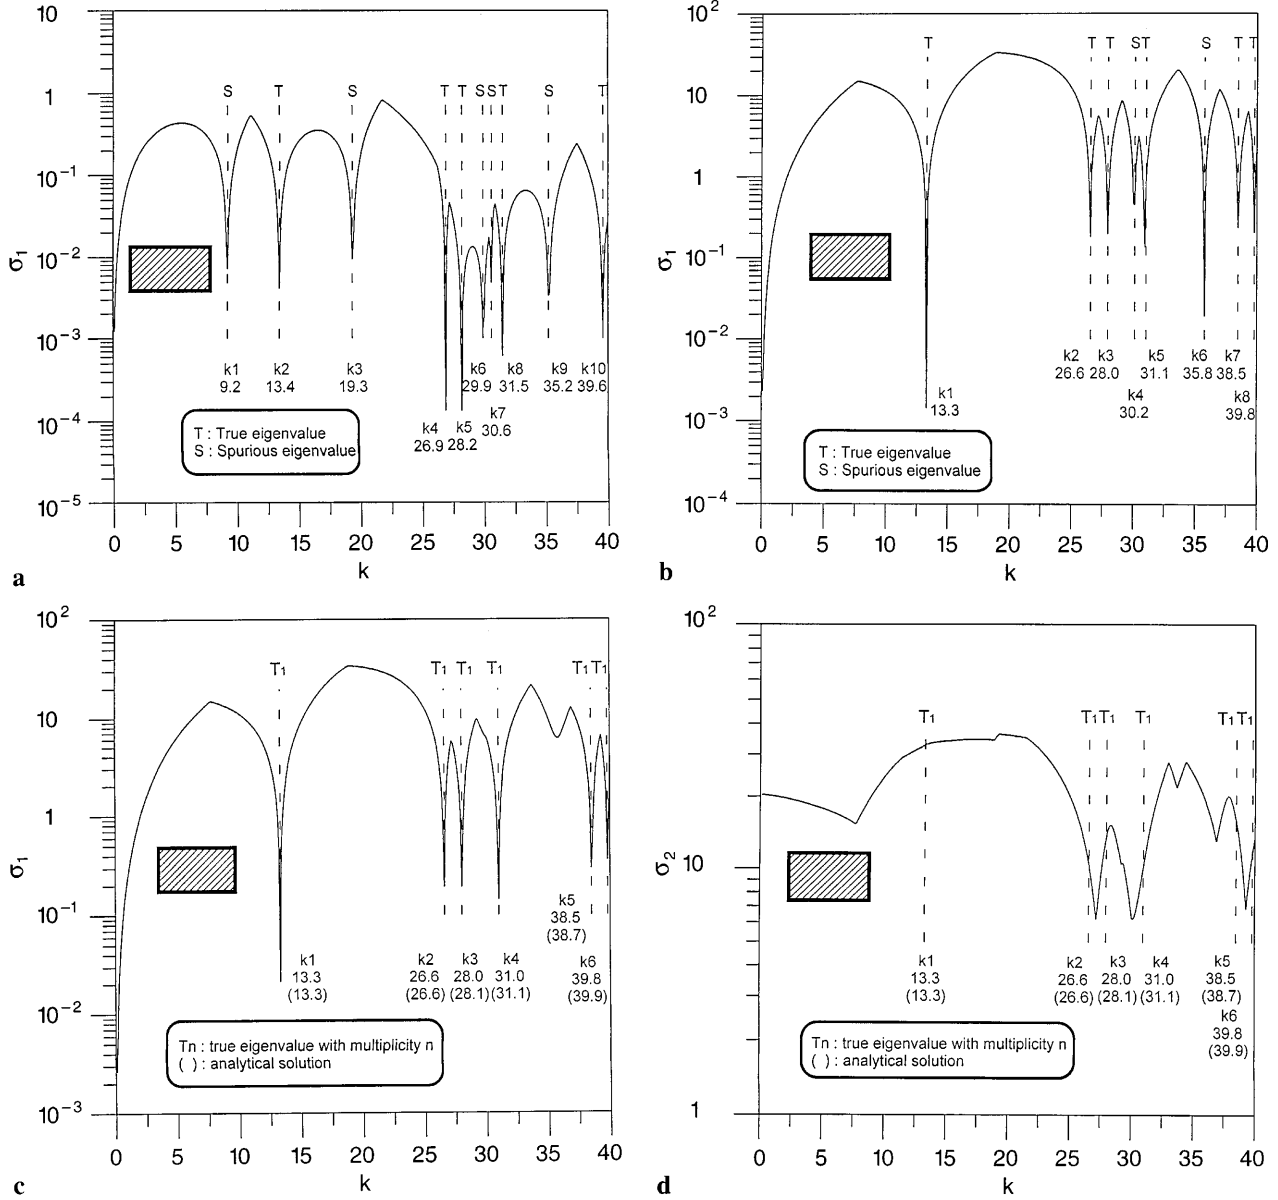 10
1
10-1
10-2
10-3
10-4
10-5
σ1
S T S T T S S T S T
k1
9.2
k2
13.4
k3
19.3
k4
26.9
k5
28.2
k6
29.9
k7
30.6
k8
31.5
k9
35.2
k10
39.6
T : True eigenvalue
S : Spurious eigenvalue
0 5 10 15 20 25 30 35 40
k
a
10 2
10
1
10-1
10-2
10-3
10-4
σ1
T T T S T S T T
k1
13.3
k2
26.6
k3
28.0
k4
30.2
k5
31.1
k6
35.8
k7
38.5
k8
39.8
T : True eigenvalue
S : Spurious eigenvalue
0 5 10 15 20 25 30 35 40
k
b
10 2
10
1
10-1
10-2
10-3
σ1
T1 T1 T1 T1 T1 T1
k1
13.3
(13.3)
k2
26.6
(26.6)
k3
28.0
(28.1)
k4
31.0
(31.1)
k5
38.5
(38.7)
k6
39.8
(39.9)
Tn : true eigenvalue with multiplicity n
( ) : analytical solution
0 5 10 15 20 25 30 35 40
k
c
10 2
10
1
σ2
T1 T1 T1 T1 T1 T1
k1
13.3
(13.3)
k2
26.6
(26.6)
k3
28.0
(28.1)
k4
31.0
(31.1)
k5
38.5
(38.7)
k6
39.8
(39.9)
Tn : true eigenvalue with multiplicity n
( ) : analytical solution
0 5 10 15 20 25 30 35 40
k
d